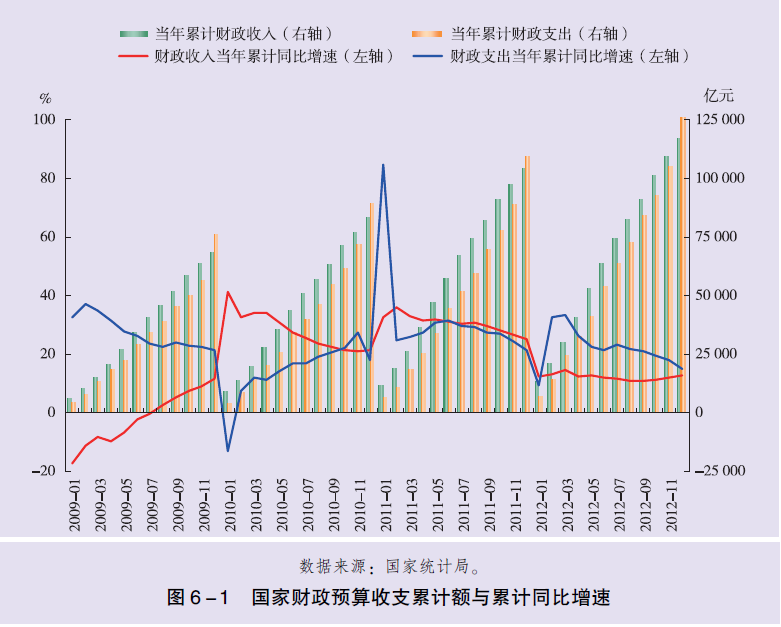 当年累计财政收入（右轴） 当年累计财政支出（右轴）
财政收入当年累计同比增速（左轴） 财政支出当年累计同比增速（左轴）
% 亿元
100 125 000
80 100 000
60 75 000
40 50 000
20 25 000
0 0
−20 −25 000
2009−01 2009−03 2009−05 2009−07 2009−09 2009−11 2010−01 2010−03 2010−05 2010−07 2010−09 2010−11 2011−01 2011−03 2011−05 2011−07 2011−09 2011−11 2012−01 2012−03 2012−05 2012−07 2012−09 2012−11
数据来源：国家统计局。
图 6－1 国家财政预算收支累计额与累计同比增速